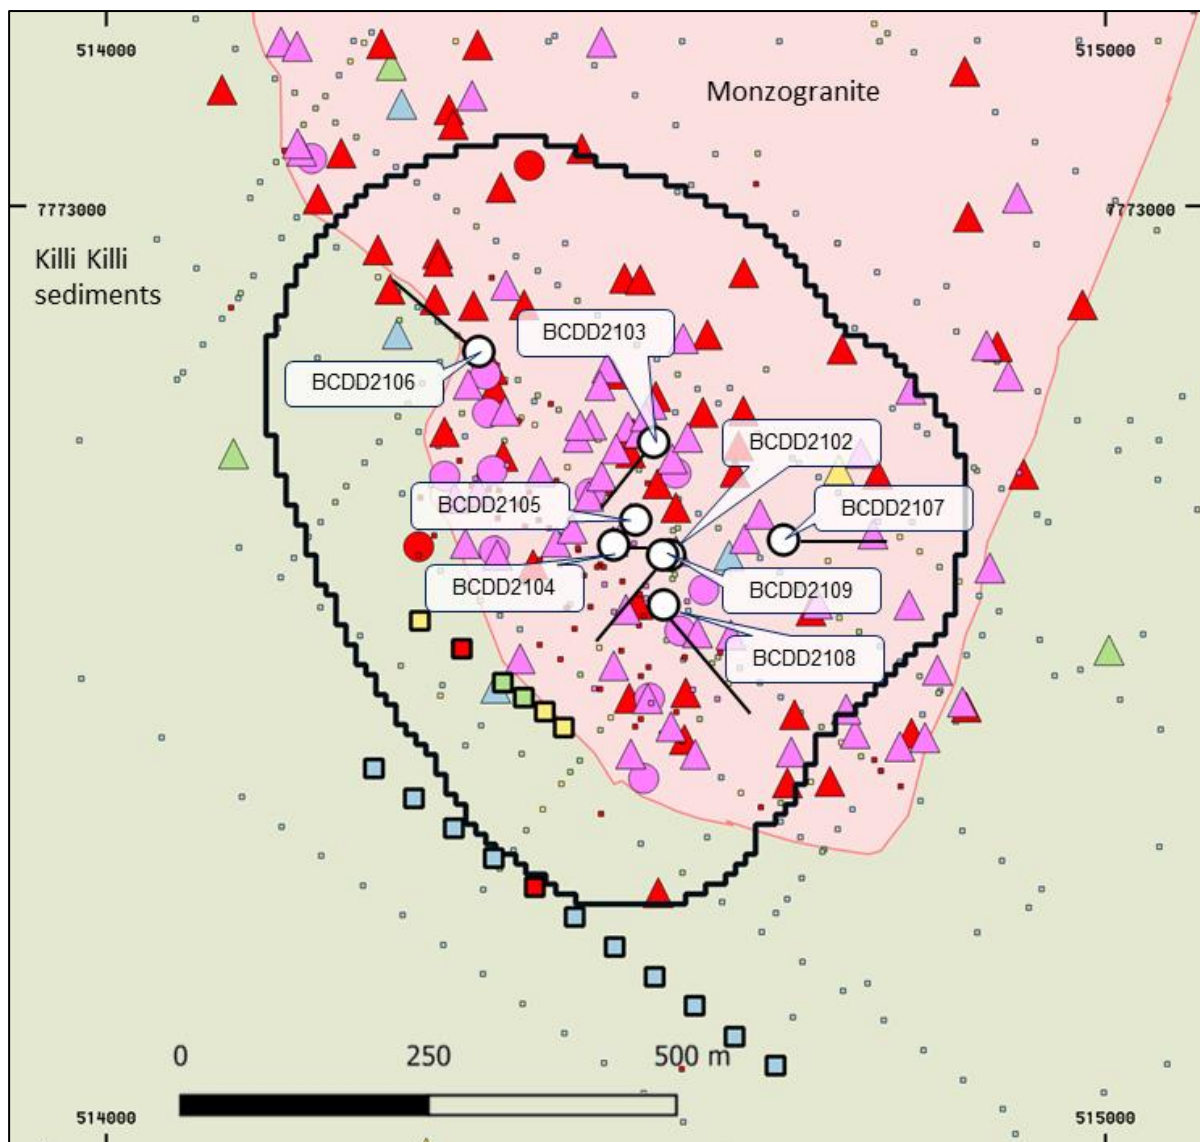 514000
515000
Monzogranite
7773000
7773000
Killi Killi
sediments
BCDD2103
BCDD2106
BCDD2102
BCDD2105
BCDD2107
BCDD2104
BCDD2109
BCDD2108
0 250 500 m
514000
515000